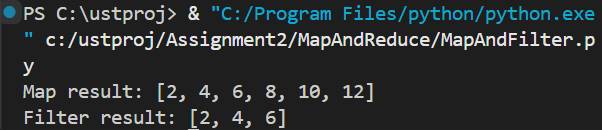 PS C:\ustproj> & "C:/Program Files/python/python.exe
" c:/ustproj/Assignment2/MapAndReduce/MapAndFilter.p
y
Map result: [2, 4, 6, 8, 10, 12]
Filter result: [2, 4, 6]